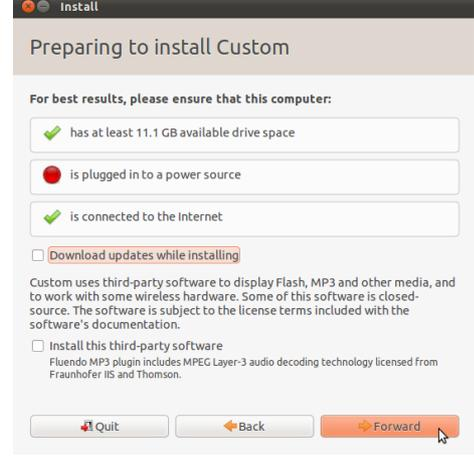 Install
Preparing to install Custom
For best results, please ensure that this computer:
has at least 11.1 GB available drive space
is plugged in to a power source
is connected to the Internet
Download updates while installing
Custom uses third-party software to display Flash, MP3 and other media, and
to work with some wireless hardware. Some of this software is closed-
source. The software is subject to the license terms included with the
software's documentation.
Install this third-party software
Fluendo MP3 plugin includes MPEG Layer-3 audio decoding technology licensed from
Fraunhofer IIS and Thomson.
Quit
Back
Forward